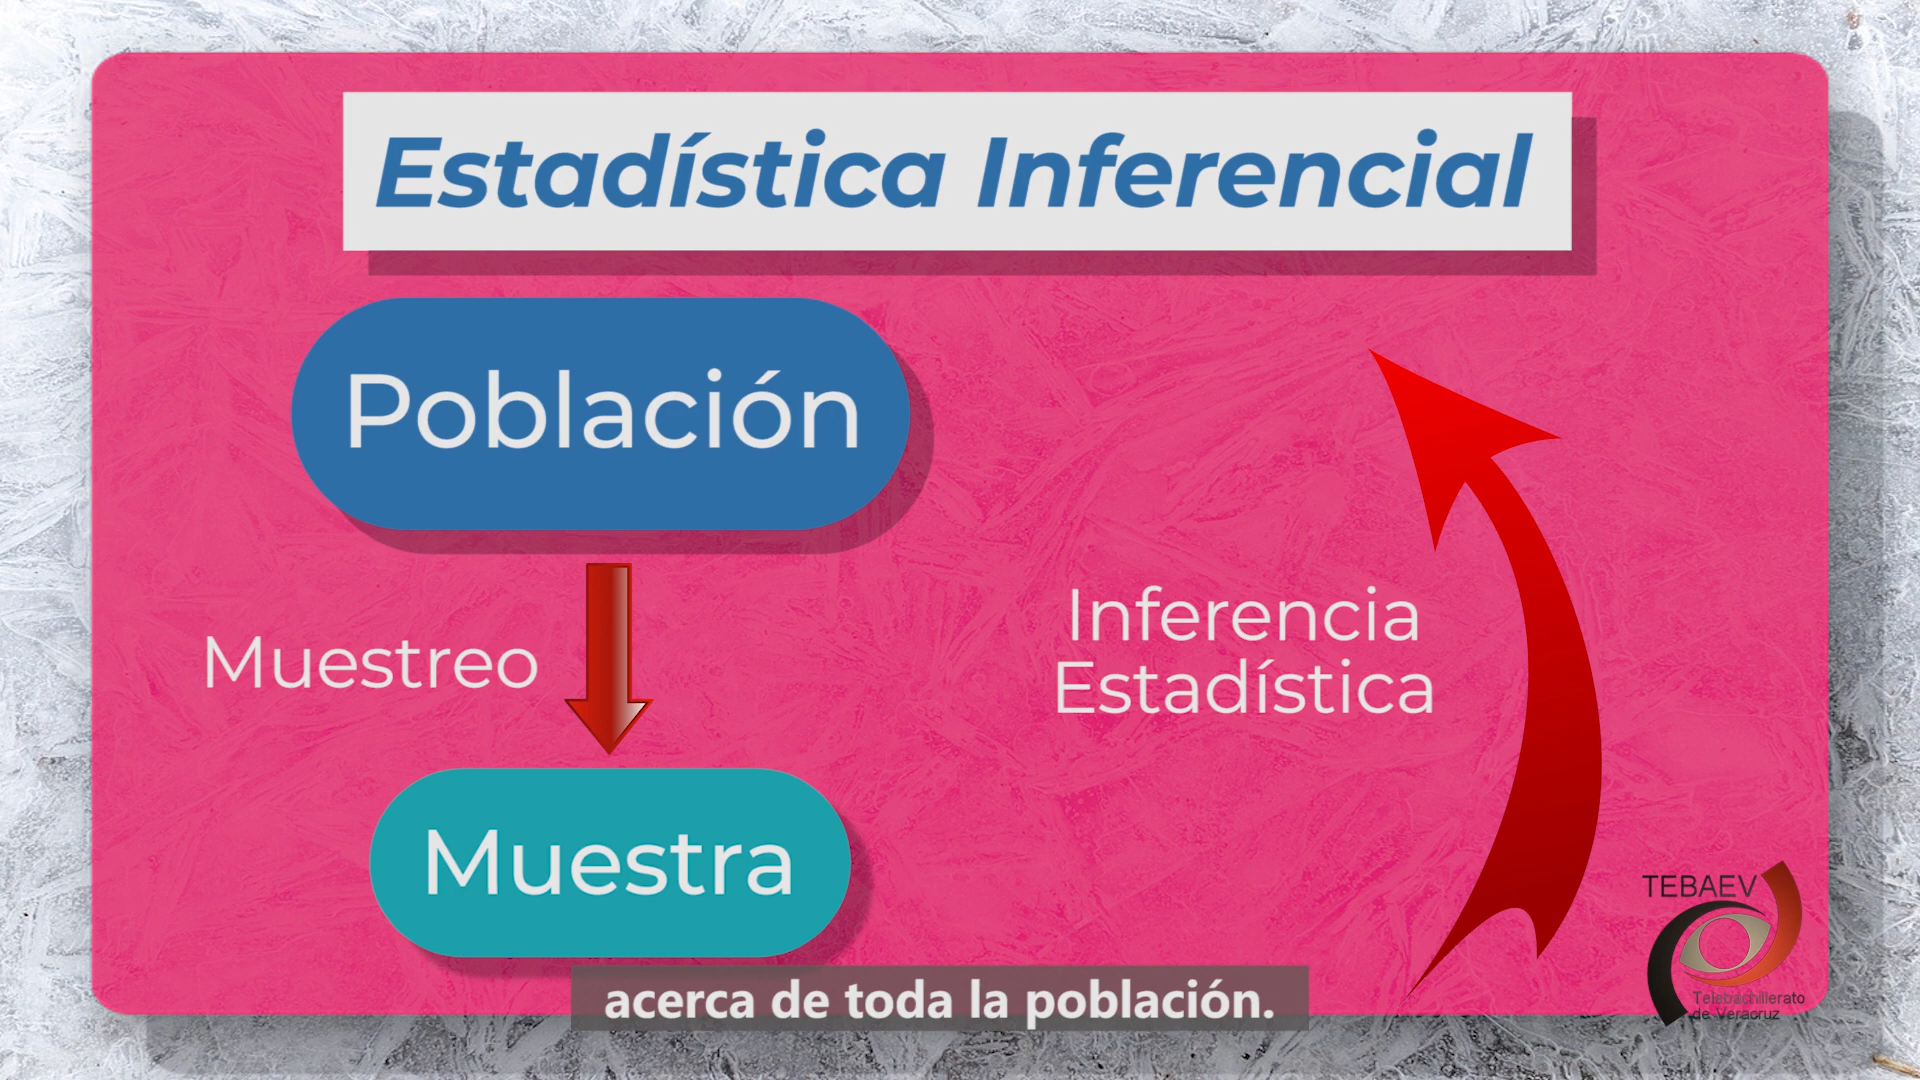 Estadística Inferencial
Población
Muestreo
Inferencia
Estadística
Muestra
TEBAEV
Telebachillerato
de Veracruz
acerca de toda la población.